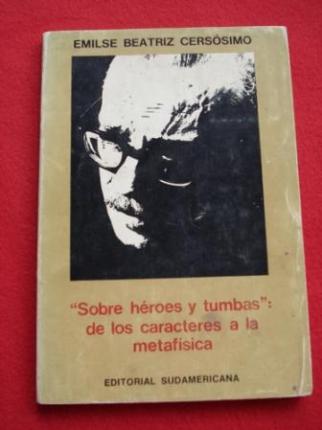 EMILSE BEATRIZ CERSÓSIMO
"Sobre héroes y tumbas":
de los caracteres a la
metafísica
EDITORIAL SUDAMERICANA